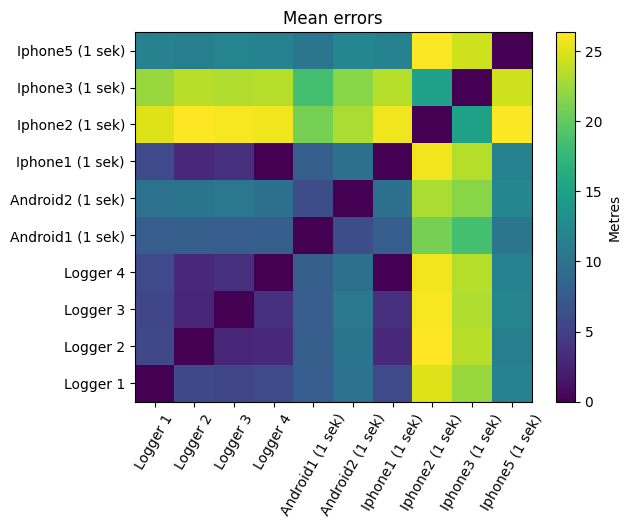 Mean errors
Iphone5 (1 sek)
Iphone3 (1 sek)
Iphone2 (1 sek)
Iphone1 (1 sek)
Android2 (1 sek)
Android1 (1 sek)
Logger 4
Logger 3
Logger 2
Logger 1
Logger 1
Logger 2
Logger 3
Logger 4
Android1 (1 sek)
Android2 (1 sek)
Iphone1 (1 sek)
Iphone2 (1 sek)
Iphone3 (1 sek)
Iphone5 (1 sek)
25
20
15
10
5
0
Metres